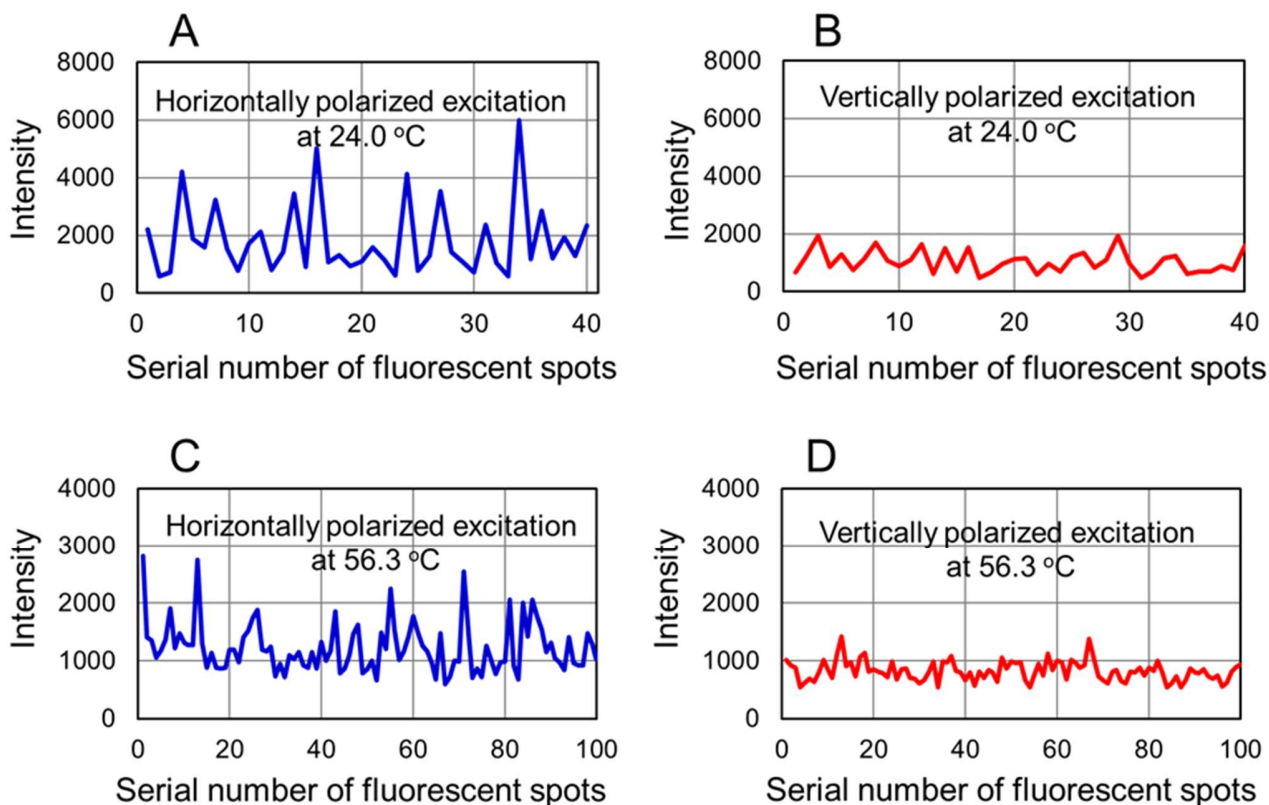 A
Horizontally polarized excitation
at 24.0 °C
Intensity
8000
6000
4000
2000
0
0 10 20 30 40
Serial number of fluorescent spots
B
Vertically polarized excitation
at 24.0 °C
Intensity
8000
6000
4000
2000
0
0 10 20 30 40
Serial number of fluorescent spots
C
Horizontally polarized excitation
at 56.3 °C
Intensity
4000
3000
2000
1000
0
0 20 40 60 80 100
Serial number of fluorescent spots
D
Vertically polarized excitation
at 56.3 °C
Intensity
4000
3000
2000
1000
0
0 20 40 60 80 100
Serial number of fluorescent spots